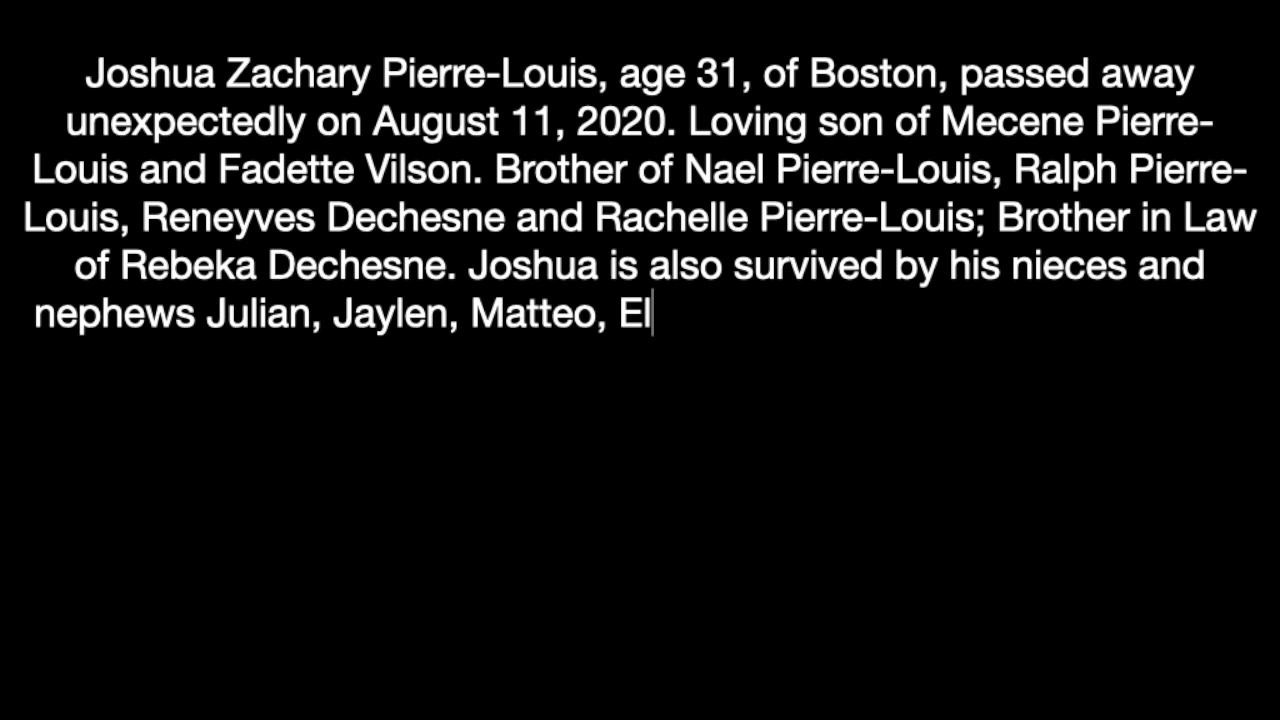 Joshua Zachary Pierre-Louis, age 31, of Boston, passed away
unexpectedly on August 11, 2020. Loving son of Mecene Pierre-
Louis and Fadette Vilson. Brother of Nael Pierre-Louis, Ralph Pierre-
Louis, Reneyves Dechesne and Rachelle Pierre-Louis; Brother in Law
of Rebeka Dechesne. Joshua is also survived by his nieces and
nephews Julian, Jaylen, Matteo, El